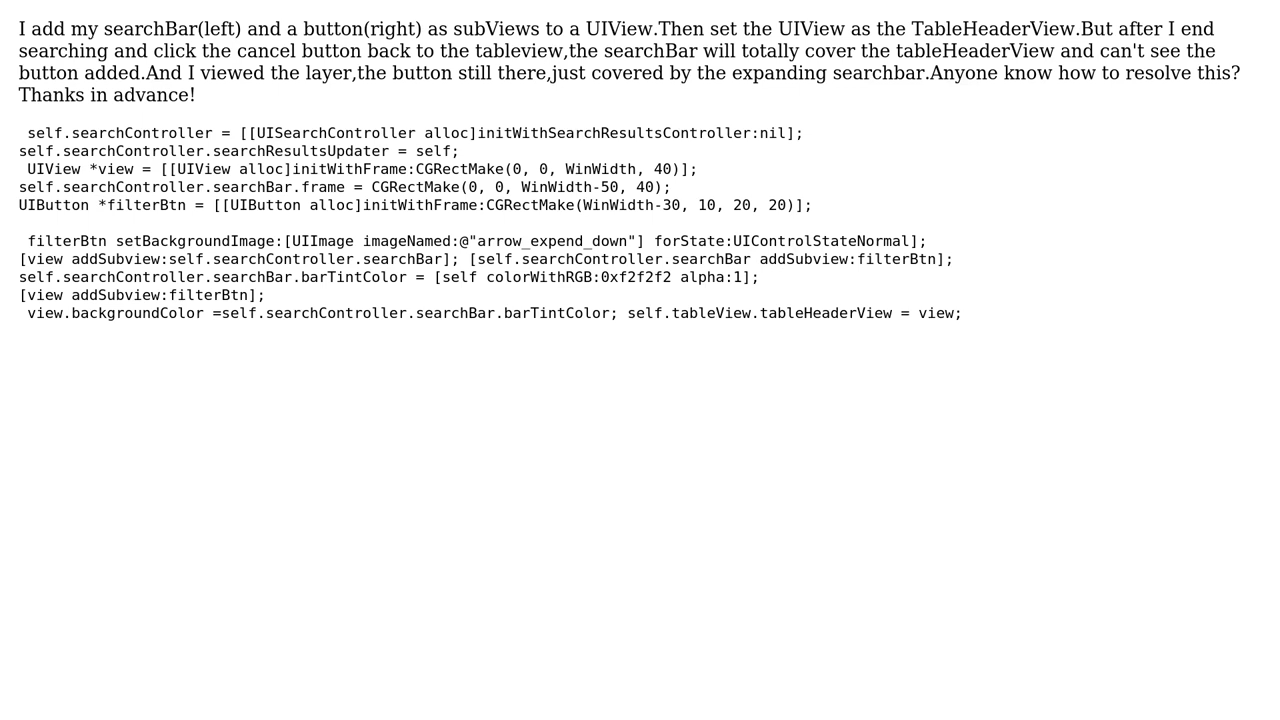 I add my searchBar(left) and a button(right) as subViews to a UIView.Then set the UIView as the TableHeaderView.But after I end
searching and click the cancel button back to the tableview,the searchBar will totally cover the tableHeaderView and can't see the
button added.And I viewed the layer,the button still there,just covered by the expanding searchbar.Anyone know how to resolve this?
Thanks in advance!
self.searchController = [[UISearchController alloc]initWithSearchResultsController:nil];
self.searchController.searchResultsUpdater = self;
UIView *view = [[UIView alloc]initWithFrame:CGRectMake(0, 0, WinWidth, 40)];
self.searchController.searchBar.frame = CGRectMake(0, 0, WinWidth-50, 40);
UIButton *filterBtn = [[UIButton alloc]initWithFrame:CGRectMake(WinWidth-30, 10, 20, 20)];
filterBtn setBackgroundImage:[UIImage imageNamed:@"arrow_expend_down"] forState:UIControlStateNormal];
[view addSubview:self.searchController.searchBar]; [self.searchController.searchBar addSubview:filterBtn];
self.searchController.searchBar.barTintColor = [self colorWithRGB:0xf2f2f2 alpha:1];
[view addSubview:filterBtn];
view.backgroundColor =self.searchController.searchBar.barTintColor; self.tableView.tableHeaderView = view;